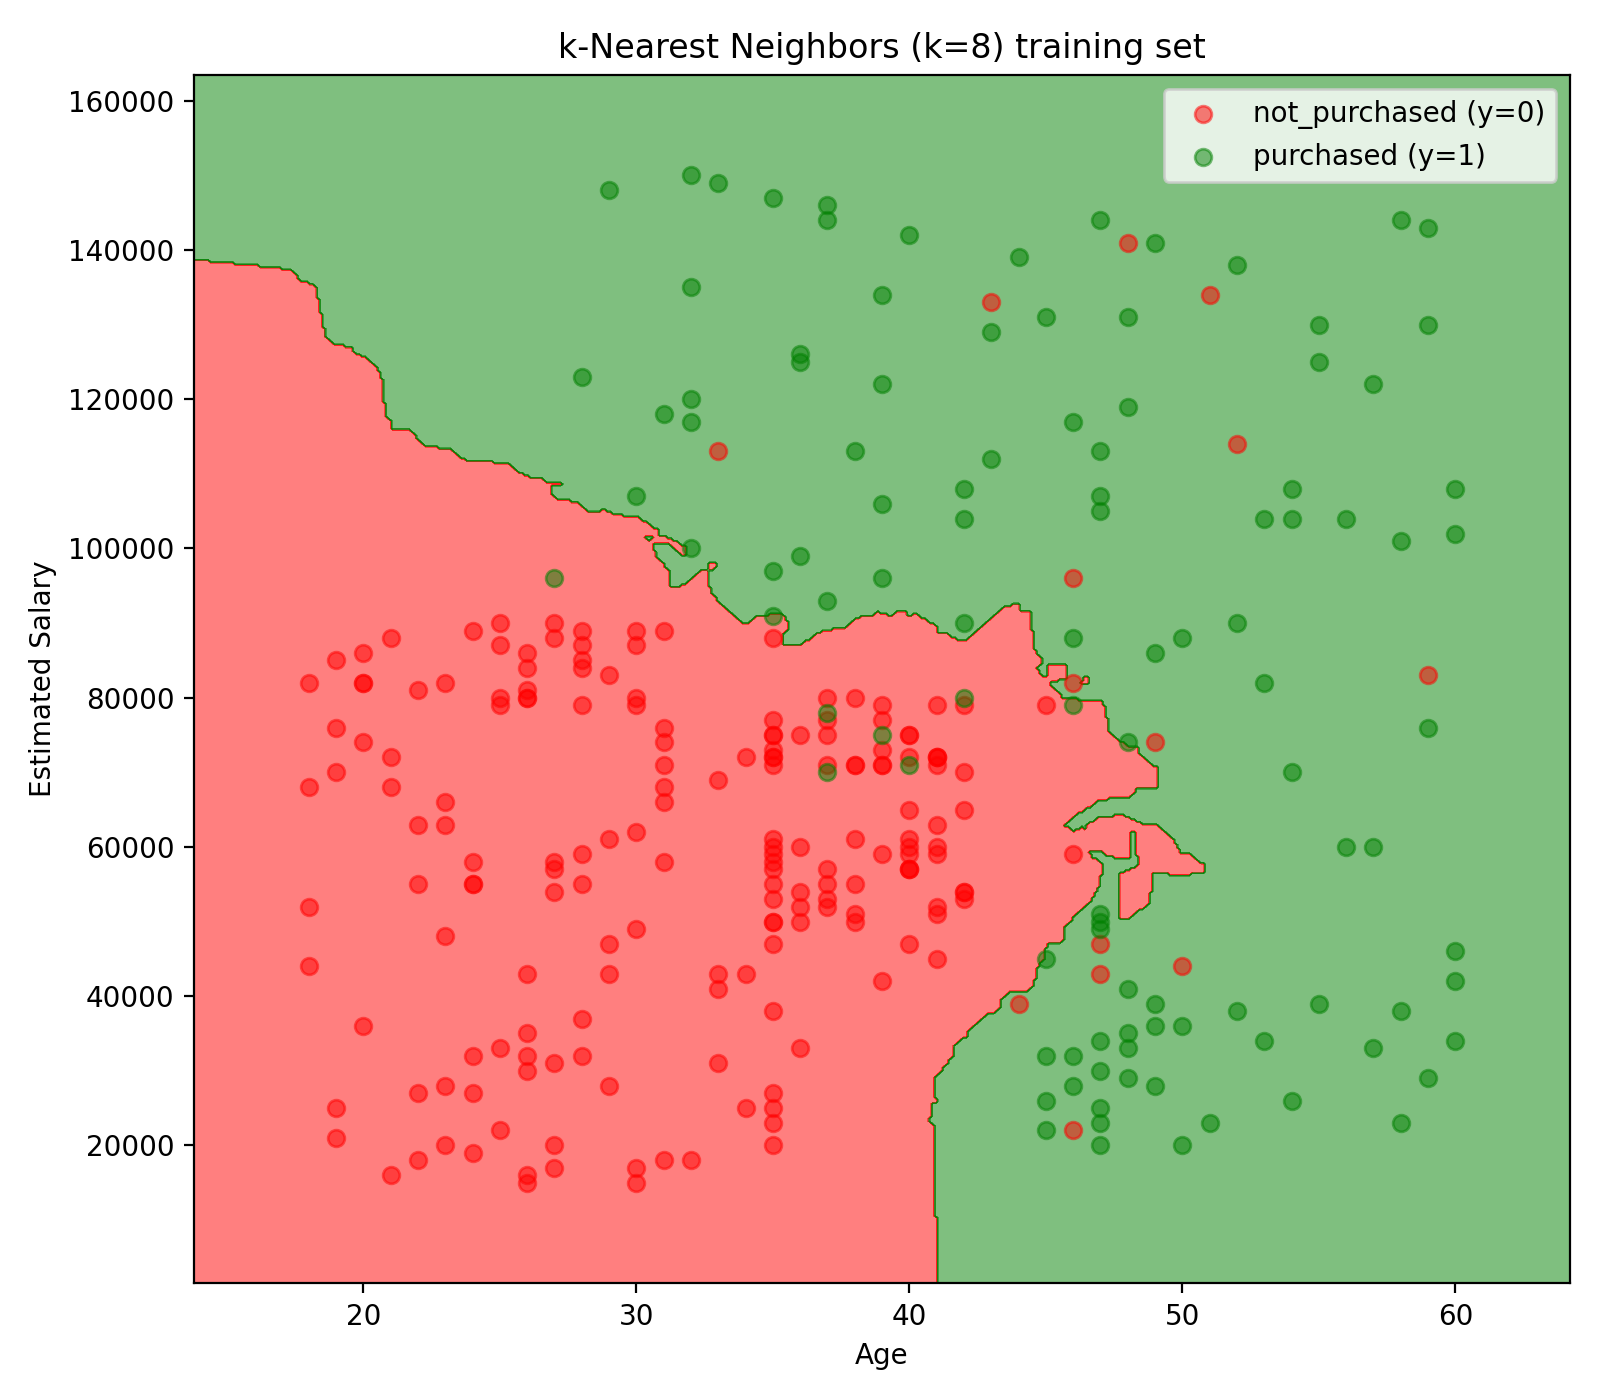 k-Nearest Neighbors (k=8) training set
not_purchased (y=0)
purchased (y=1)
Estimated Salary
160000
140000
120000
100000
80000
60000
40000
20000
20 30 40 50 60
Age